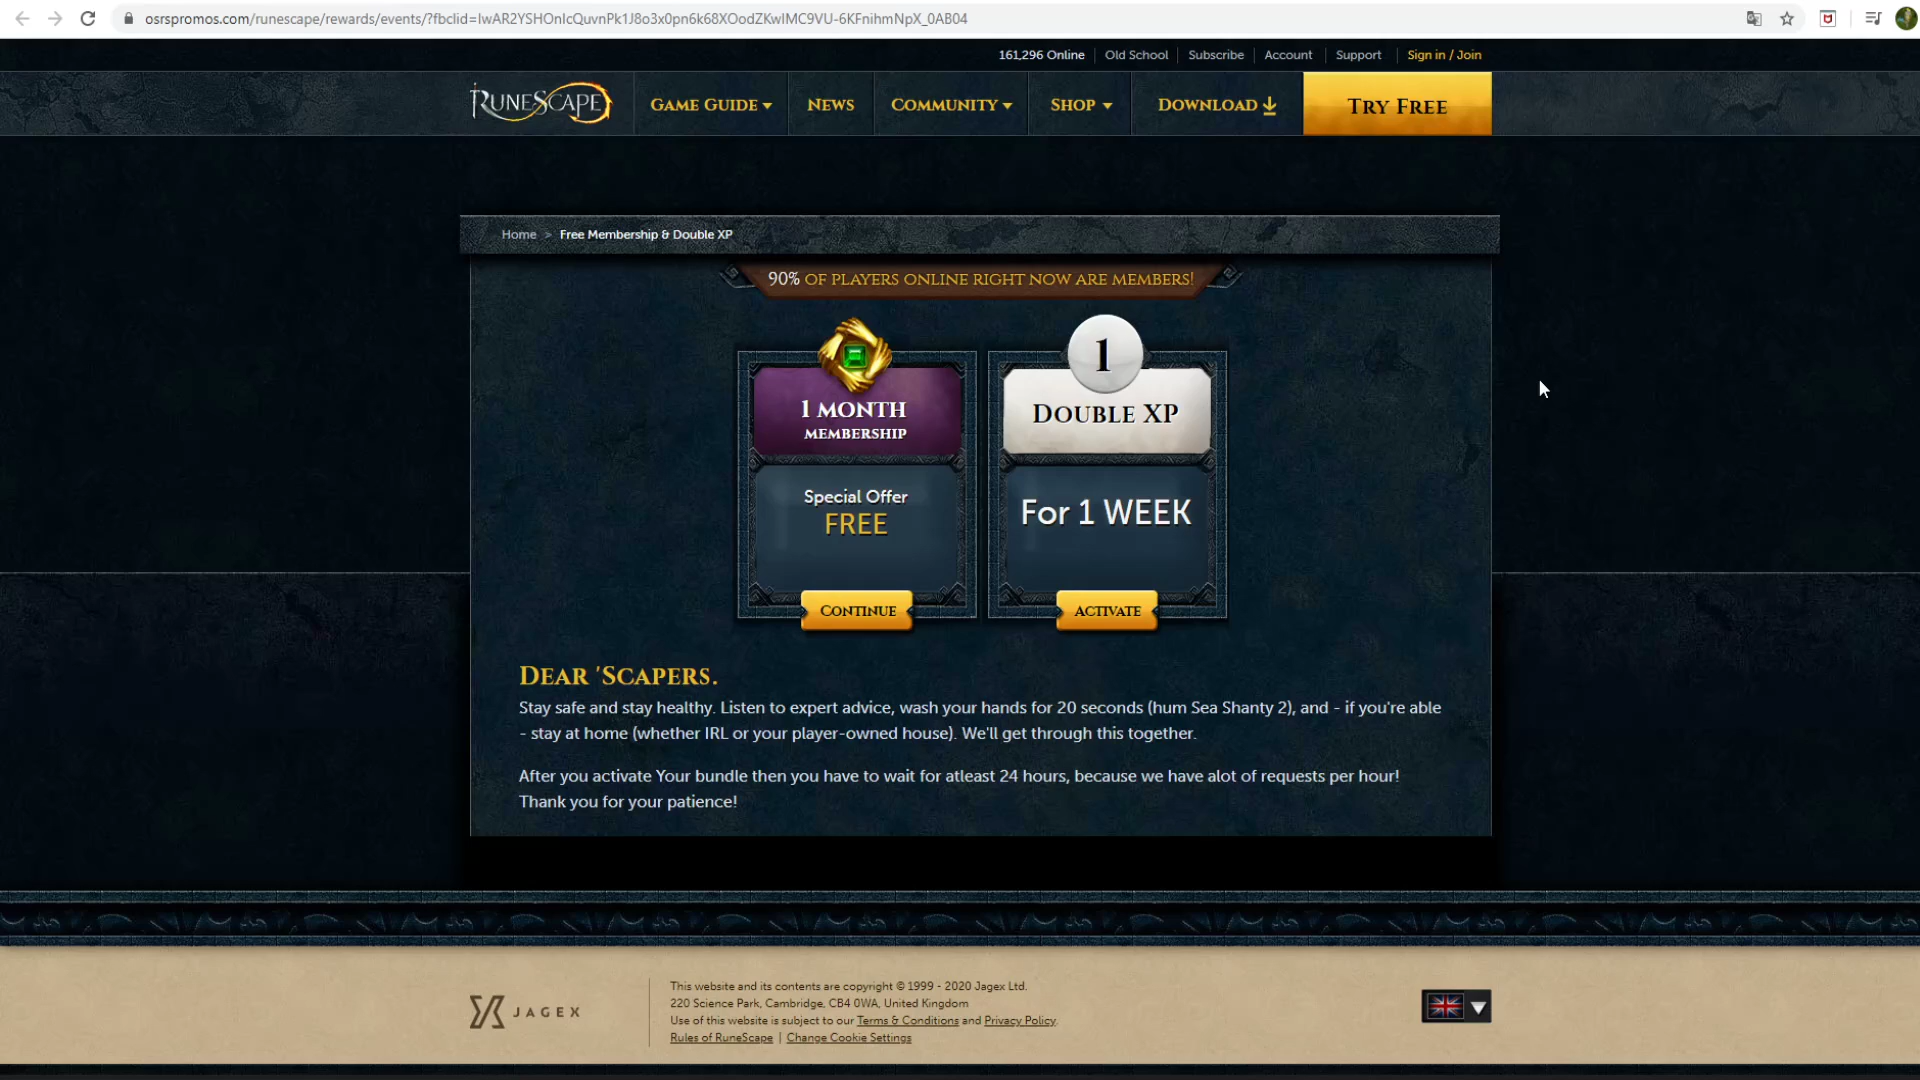 osrspromos.com/runescape/rewards/events/?fbclid=IwAR2YSHOnIcQuvnPk1J8o3x0pn6k68XOodZKwIMC9VU-6KFnihmNpX_0AB04
161,296 Online | Old School | Subscribe | Account | Support | Sign in / Join
RUNESCAPE GAME GUIDE NEWS COMMUNITY SHOP DOWNLOAD TRY FREE
Home > Free Membership & Double XP
90% OF PLAYERS ONLINE RIGHT NOW ARE MEMBERS!
1 MONTH
MEMBERSHIP
Special Offer
FREE
CONTINUE
1
DOUBLE XP
For 1 WEEK
ACTIVATE
DEAR 'SCAPERS.
Stay safe and stay healthy. Listen to expert advice, wash your hands for 20 seconds (hum Sea Shanty 2), and - if you're able
- stay at home (whether IRL or your player-owned house). We'll get through this together.
After you activate Your bundle then you have to wait for atleast 24 hours, because we have alot of requests per hour!
Thank you for your patience!
JAGEX
This website and its contents are copyright © 1999 - 2020 Jagex Ltd.
220 Science Park, Cambridge, CB4 0WA, United Kingdom
Use of this website is subject to our Terms & Conditions and Privacy Policy.
Rules of RuneScape | Change Cookie Settings